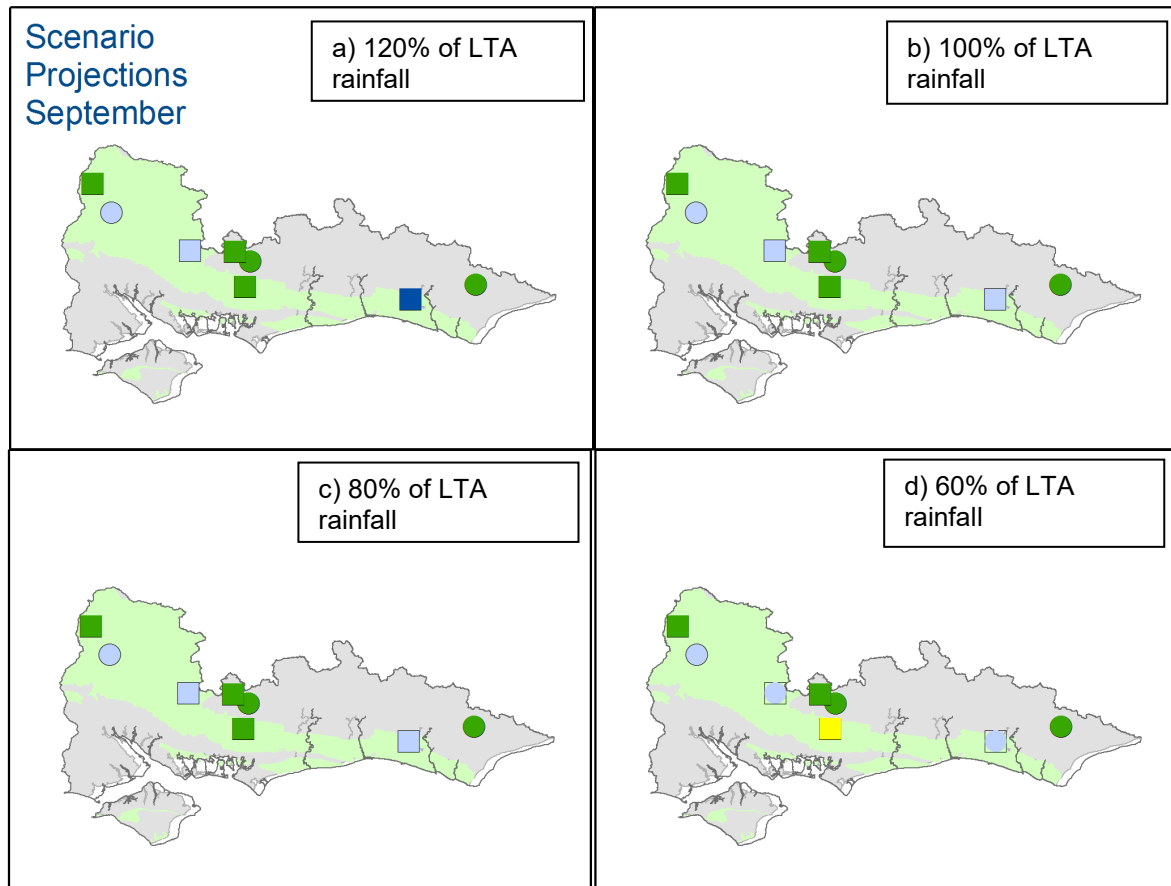 Scenario
Projections
September
a) 120% of LTA
rainfall
b) 100% of LTA
rainfall
c) 80% of LTA
rainfall
d) 60% of LTA
rainfall